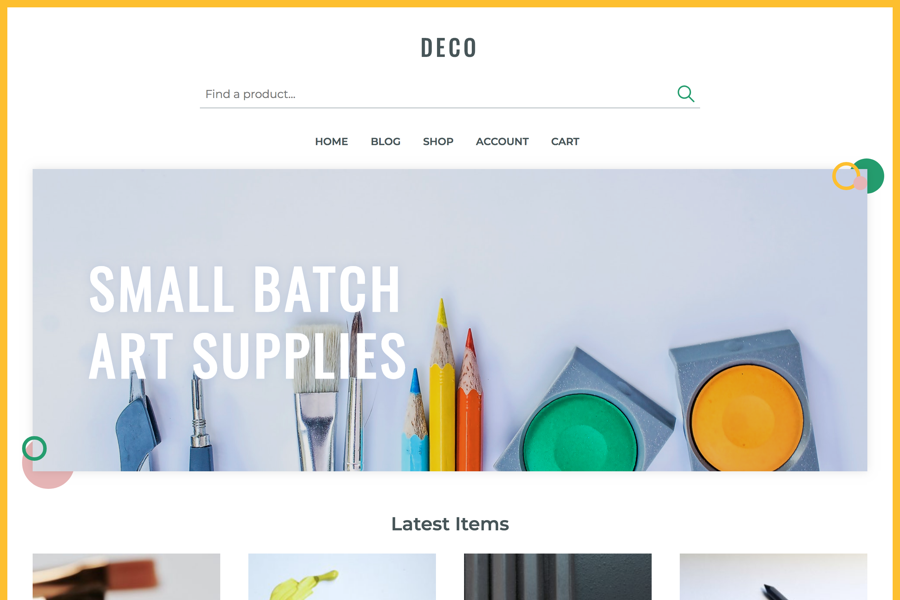 DECO
Find a product...
HOME BLOG SHOP ACCOUNT CART
SMALL BATCH
ART SUPPLIES
Latest Items